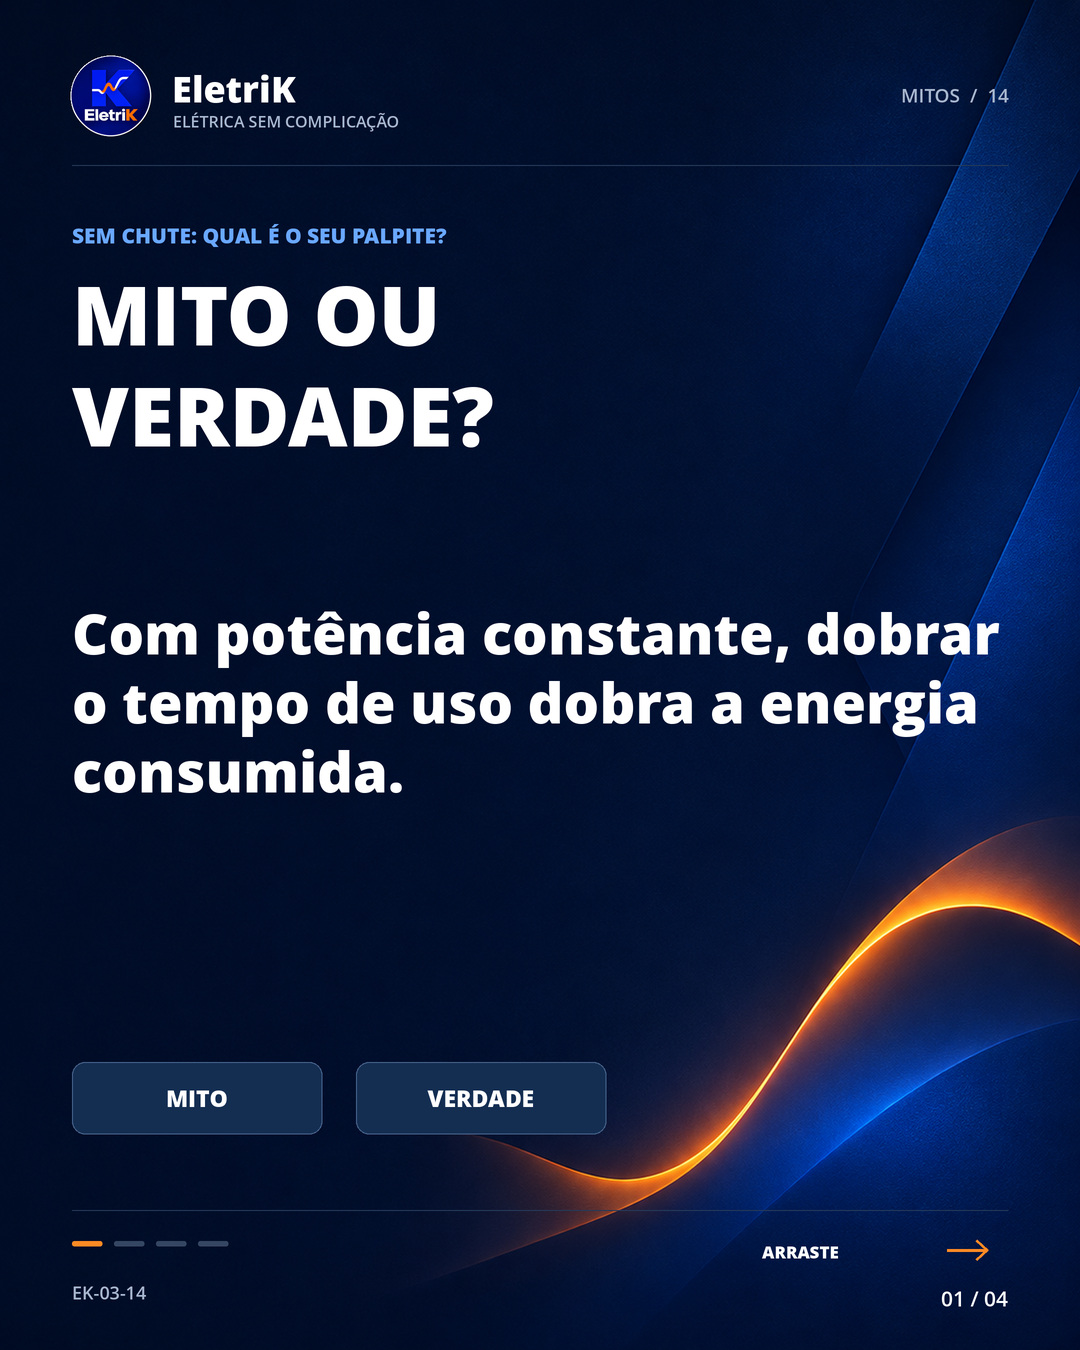 EletriK
EletriK
ELÉTRICA SEM COMPLICAÇÃO
MITOS / 14
SEM CHUTE: QUAL É O SEU PALPITE?
MITO OU
VERDADE?
Com potência constante, dobrar
o tempo de uso dobra a energia
consumida.
MITO
VERDADE
ARRASTE
EK-03-14
01 / 04